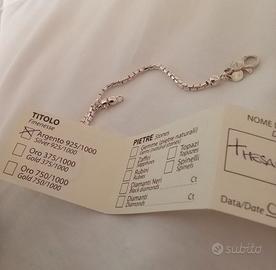 TITOLO
Finenesse
Argento 925/1000
Silver 925/1000
Oro 375/1000
Gold 375/1000
Oro 750/1000
Gold 750/1000
PIETRE Stones
Gemme (pietre naturali)
Zaffiri
Sapphires
Topazi
Topazes
Rubini
Rubies
Spinelli
Spinels
Diamanti Neri
Black diamonds
Ct
Diamanti
Diamonds
Ct
NOME
THESA
Data/Date
subito